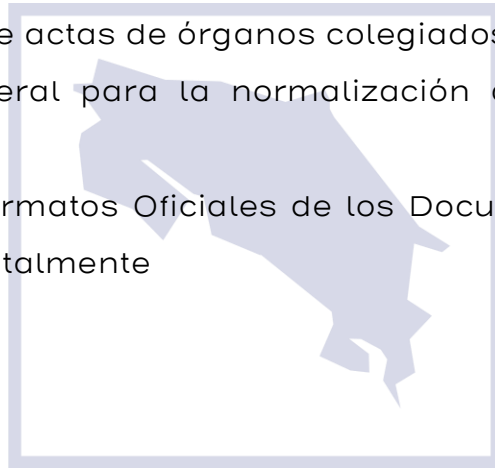 e actas de órganos colegiados
eral para la normalización
rmatos Oficiales de los Docu
talmente